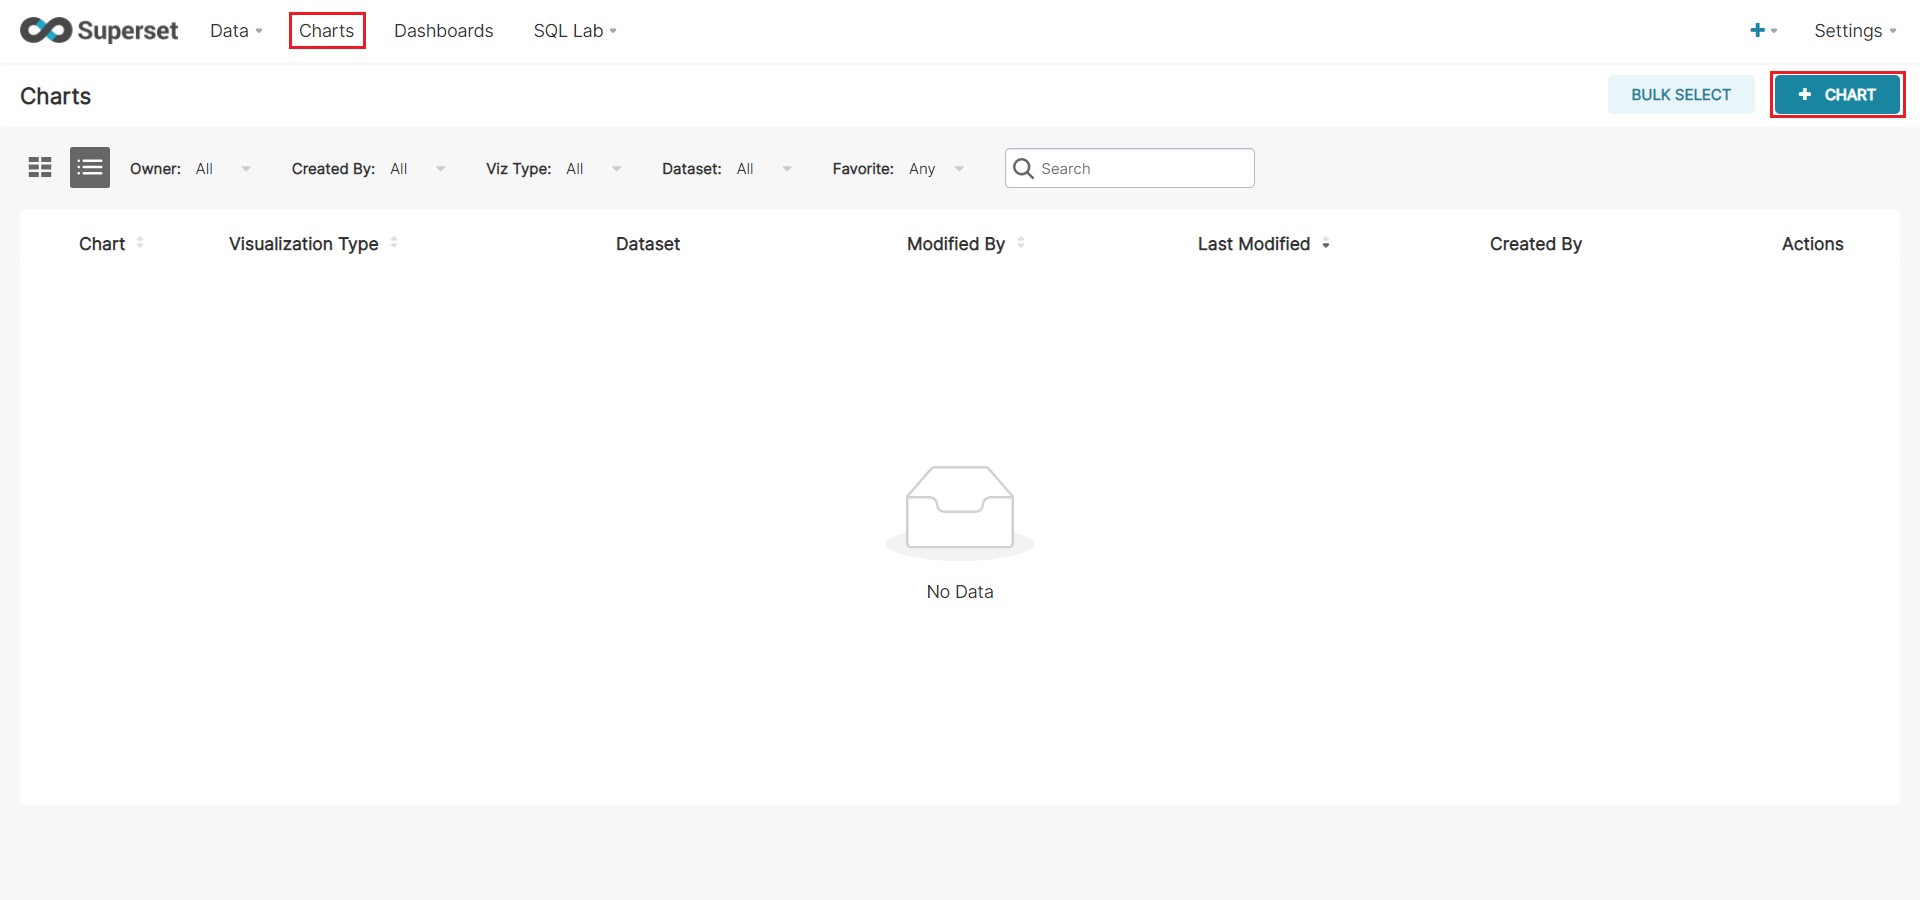 Superset Data Charts Dashboards SQL Lab + Settings
Charts BULK SELECT + CHART
Owner: All Created By: All Viz Type: All Dataset: All Favorite: Any Search
Chart Visualization Type Dataset Modified By Last Modified Created By Actions
No Data